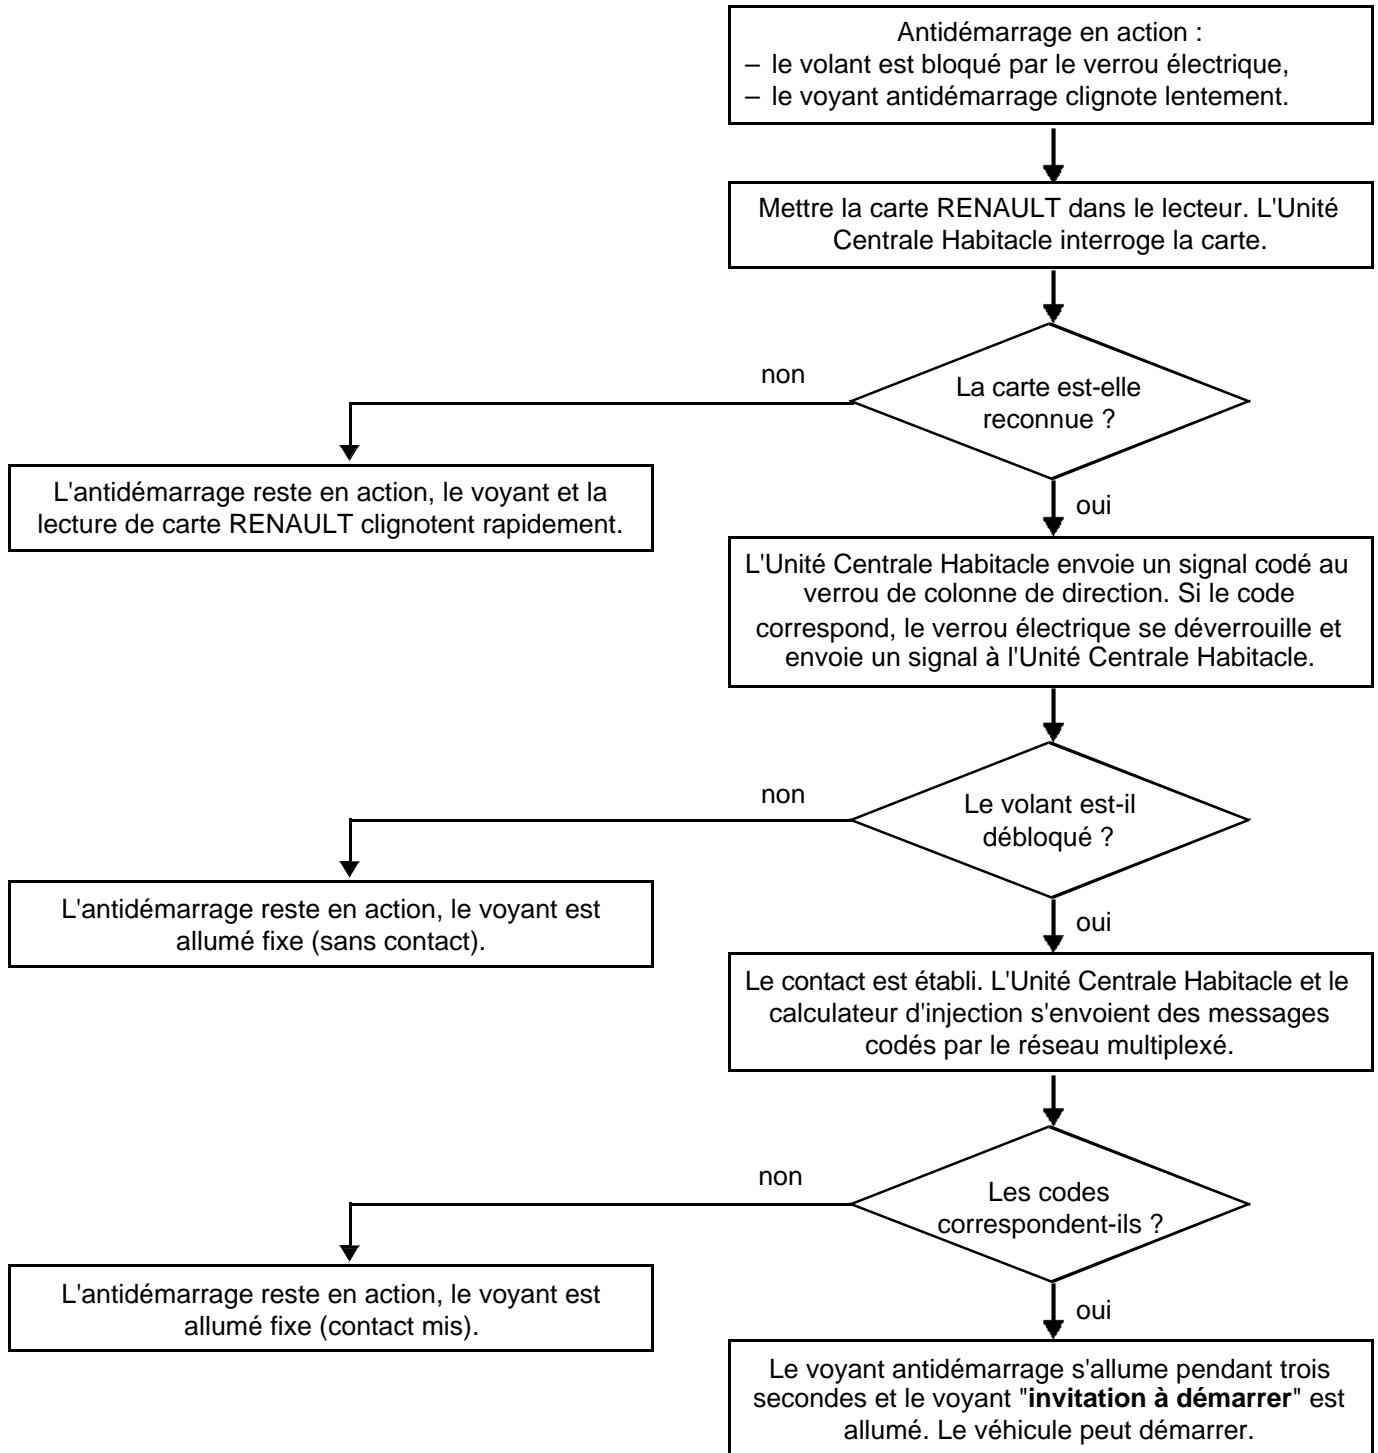 Antidémarrage en action :
– le volant est bloqué par le verrou électrique,
– le voyant antidémarrage clignote lentement.
Mettre la carte RENAULT dans le lecteur. L'Unité
Centrale Habitacle interroge la carte.
La carte est-elle
reconnue ?
non
L'antidémarrage reste en action, le voyant et la
lecture de carte RENAULT clignotent rapidement.
oui
L'Unité Centrale Habitacle envoie un signal codé au
verrou de colonne de direction. Si le code
correspond, le verrou électrique se déverrouille et
envoie un signal à l'Unité Centrale Habitacle.
Le volant est-il
débloqué ?
non
L'antidémarrage reste en action, le voyant est
allumé fixe (sans contact).
oui
Le contact est établi. L'Unité Centrale Habitacle et le
calculateur d'injection s'envoient des messages
codés par le réseau multiplexé.
Les codes
correspondent-ils ?
non
L'antidémarrage reste en action, le voyant est
allumé fixe (contact mis).
oui
Le voyant antidémarrage s'allume pendant trois
secondes et le voyant "invitation à démarrer" est
allumé. Le véhicule peut démarrer.